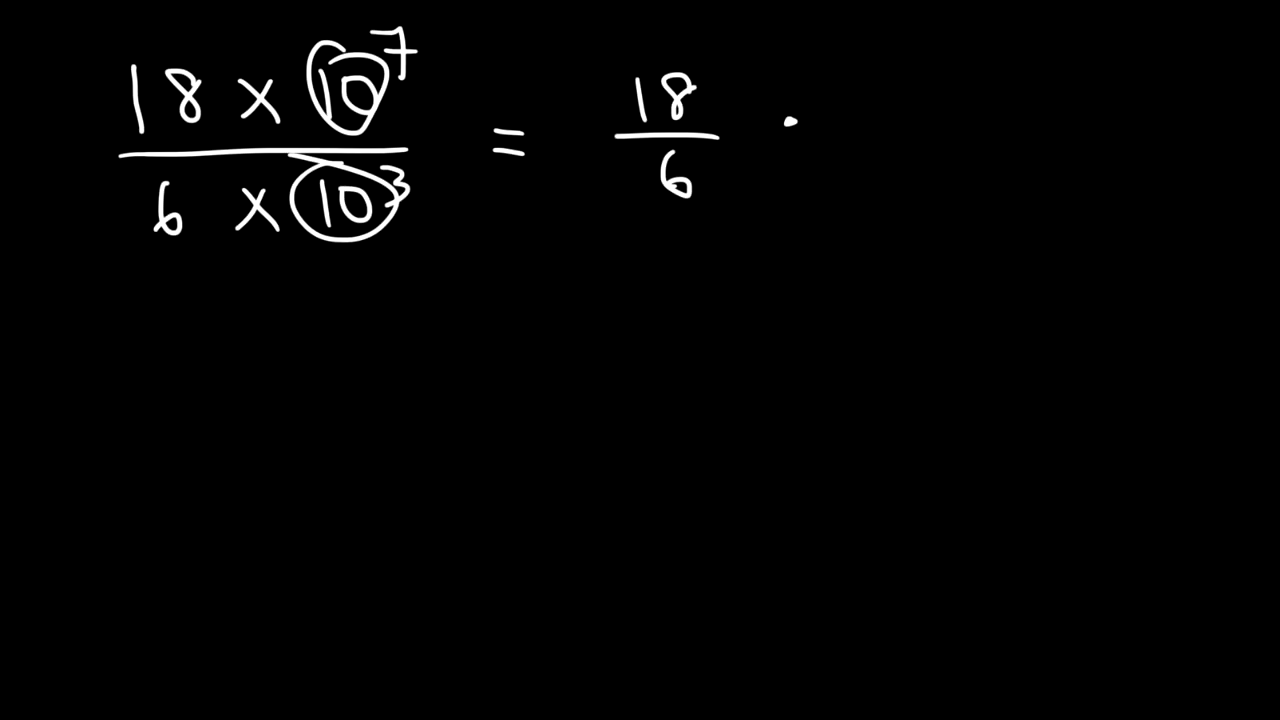 18 × 10⁷ = 18 ·
6 × 10³ 6